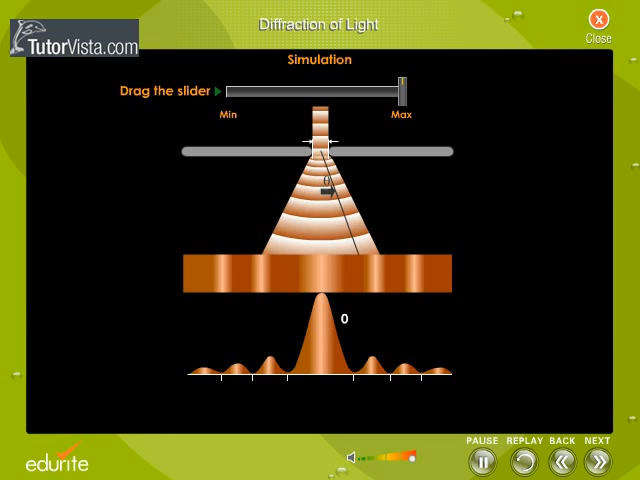 Diffraction of Light
Close
TutorVista.com
Simulation
Drag the slider
Min
Max
θ
0
PAUSE
REPLAY
BACK
NEXT
edurite